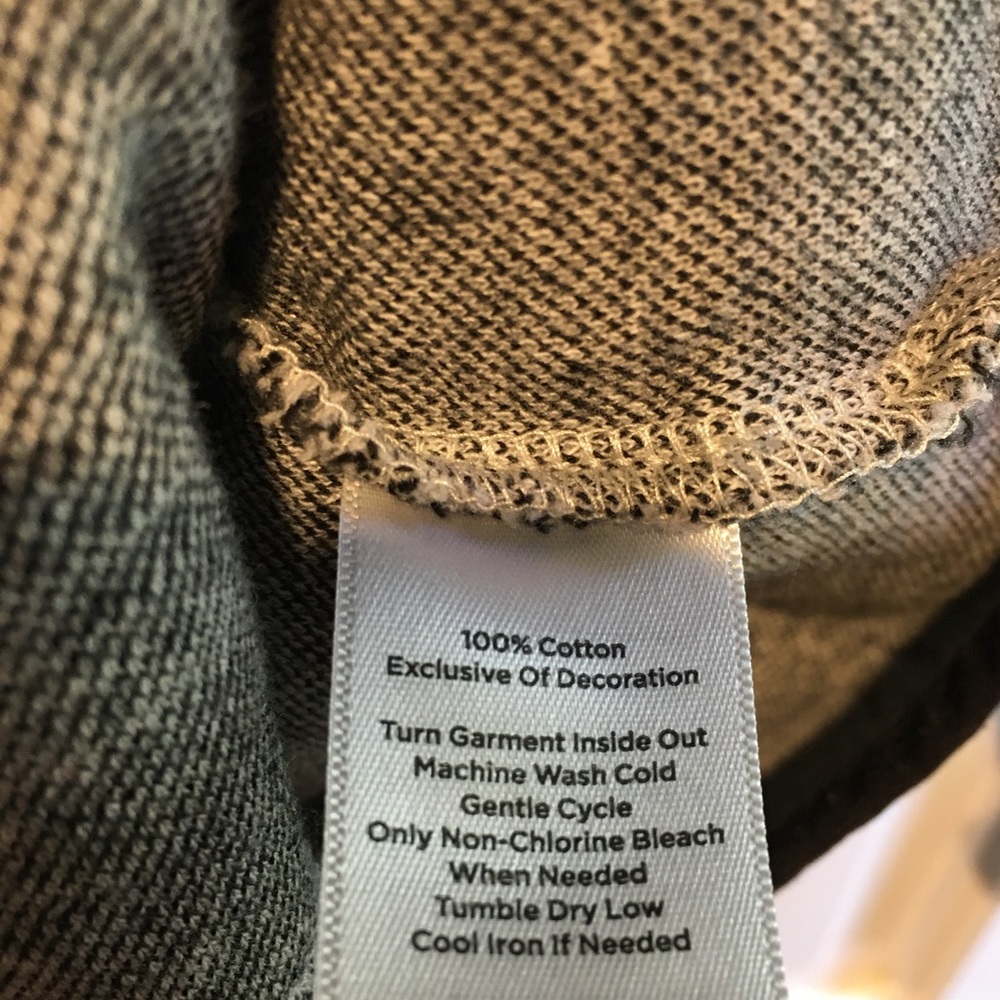 100% Cotton
Exclusive Of Decoration
Turn Garment Inside Out
Machine Wash Cold
Gentle Cycle
Only Non-Chlorine Bleach
When Needed
Tumble Dry Low
Cool Iron If Needed